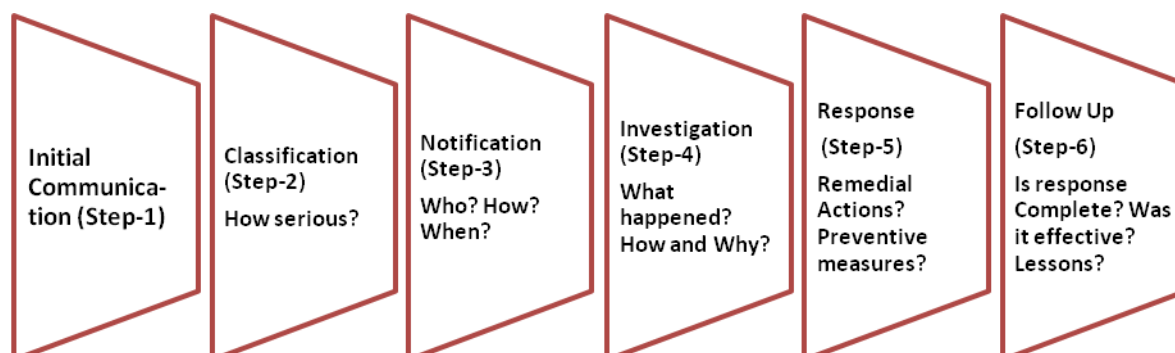 Initial
Communica-
tion (Step-1)
Classification
(Step-2)
How serious?
Notification
(Step-3)
Who? How?
When?
Investigation
(Step-4)
What
happened?
How and Why?
Response
(Step-5)
Remedial
Actions?
Preventive
measures?
Follow Up
(Step-6)
Is response
Complete? Was
it effective?
Lessons?